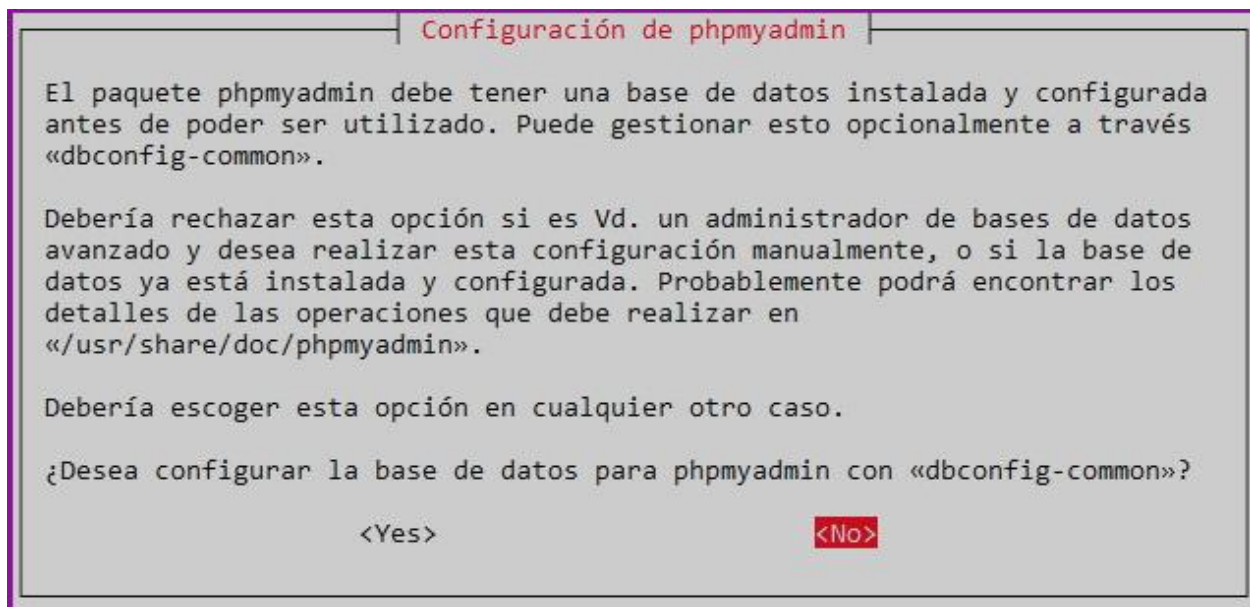 Configuración de phpmyadmin
El paquete phpmyadmin debe tener una base de datos instalada y configurada
antes de poder ser utilizado. Puede gestionar esto opcionalmente a través
«dbconfig-common».
Debería rechazar esta opción si es Vd. un administrador de bases de datos
avanzado y desea realizar esta configuración manualmente, o si la base de
datos ya está instalada y configurada. Probablemente podrá encontrar los
detalles de las operaciones que debe realizar en
«/usr/share/doc/phpmyadmin».
Debería escoger esta opción en cualquier otro caso.
¿Desea configurar la base de datos para phpmyadmin con «dbconfig-common»?
<Yes> <No>